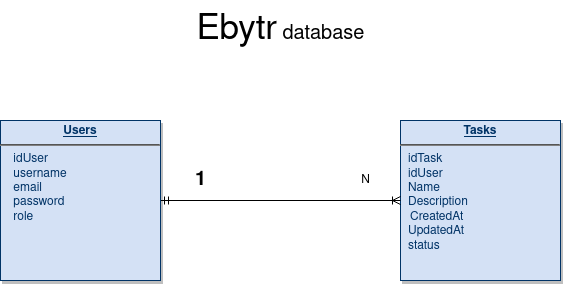 Ebytr database
Users
idUser
username
email
password
role
1
N
Tasks
idTask
idUser
Name
Description
CreatedAt
UpdatedAt
status